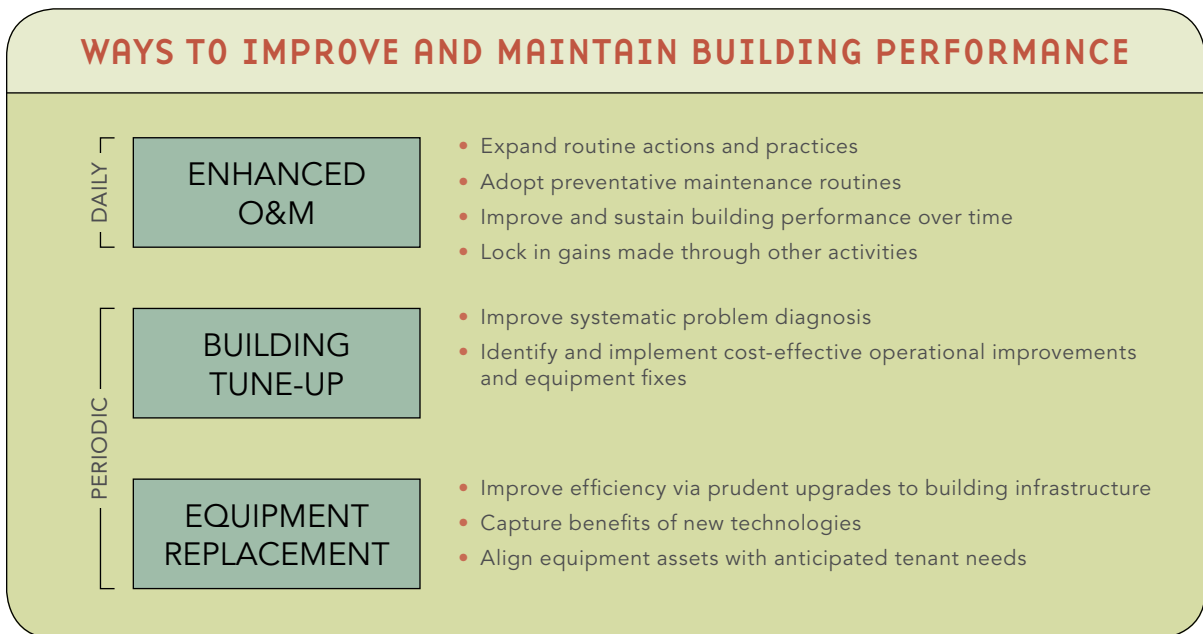 WAYS TO IMPROVE AND MAINTAIN BUILDING PERFORMANCE
DAILY
ENHANCED
O&M
• Expand routine actions and practices
• Adopt preventative maintenance routines
• Improve and sustain building performance over time
• Lock in gains made through other activities
PERIODIC
BUILDING
TUNE-UP
• Improve systematic problem diagnosis
• Identify and implement cost-effective operational improvements
and equipment fixes
EQUIPMENT
REPLACEMENT
• Improve efficiency via prudent upgrades to building infrastructure
• Capture benefits of new technologies
• Align equipment assets with anticipated tenant needs